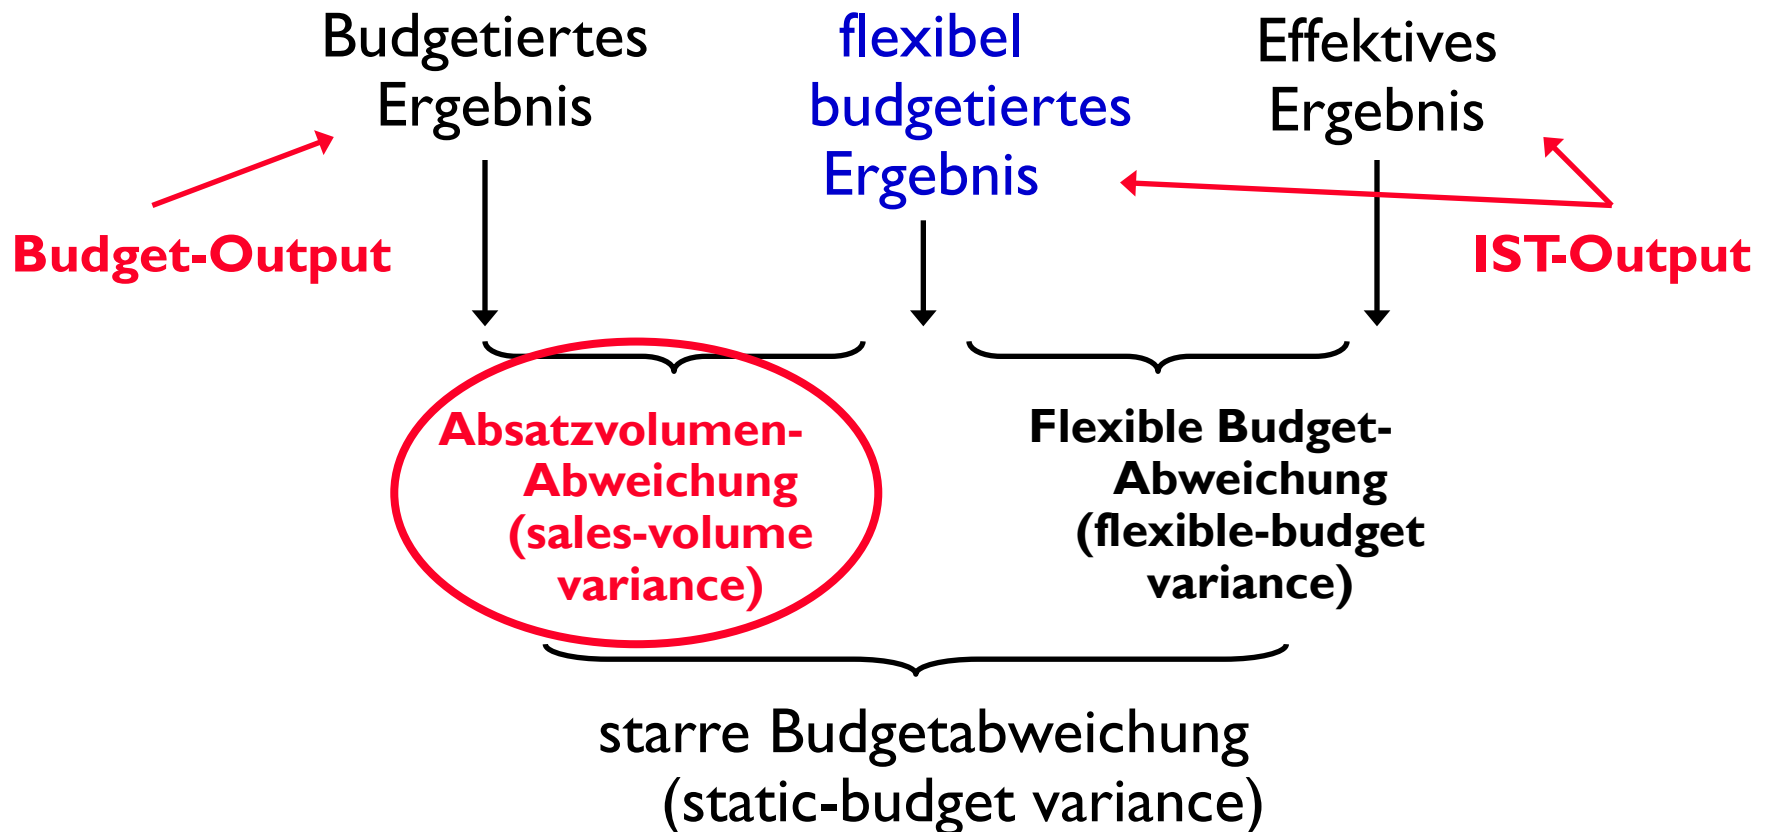 Budgetiertes
Ergebnis
flexibel
budgetiertes
Ergebnis
Effektives
Ergebnis
Budget-Output
IST-Output
Absatzvolumen-
Abweichung
(sales-volume
variance)
Flexible Budget-
Abweichung
(flexible-budget
variance)
starre Budgetabweichung
(static-budget variance)